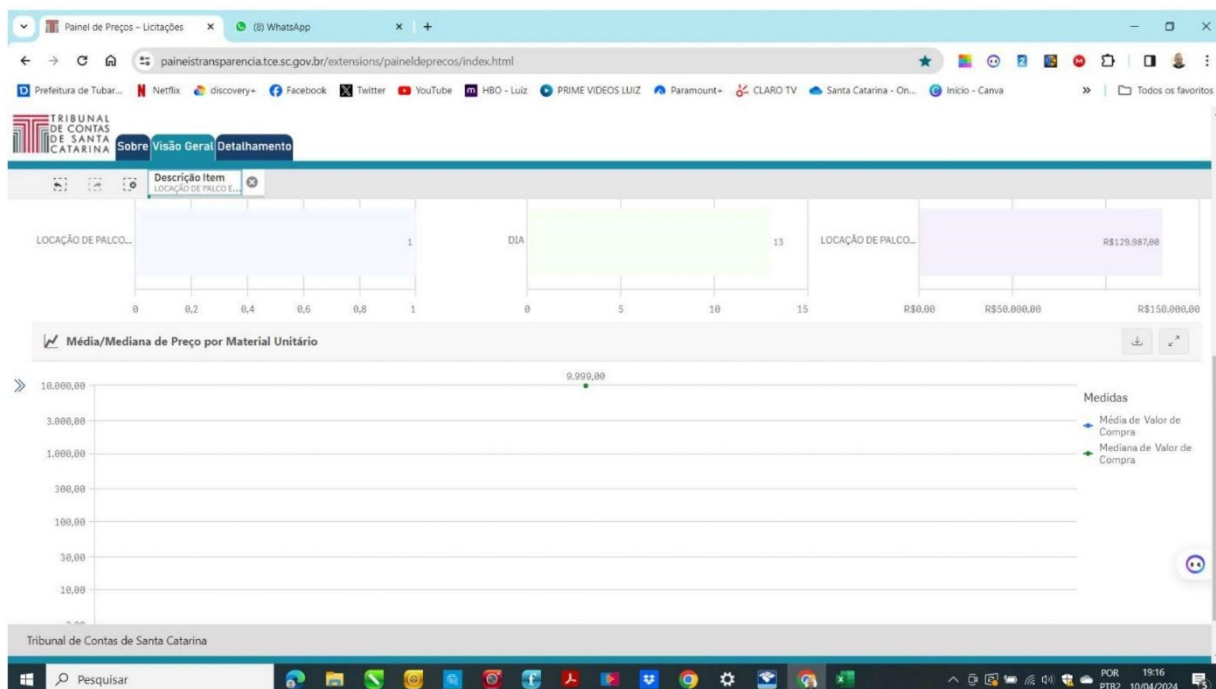 Painel de Preços – Licitações
(8) WhatsApp
paineistransparencia.tce.sc.gov.br/extensions/paineldeprecos/index.html
Prefeitura de Tubar...
Netflix
discovery+
Facebook
Twitter
YouTube
HBO - Luiz
PRIME VIDEOS LUIZ
Paramount+
CLARO TV
Santa Catarina - On...
Início - Canva
»
Todos os favoritos
TRIBUNAL
DE CONTAS
DE SANTA
CATARINA
Sobre
Visão Geral
Detalhamento
Descrição Item
LOCAÇÃO DE PALCO E...
LOCAÇÃO DE PALCO...
1
0
0,2
0,4
0,6
0,8
1
DIA
13
0
5
10
15
LOCAÇÃO DE PALCO...
R$129.987,00
R$0,00
R$50.000,00
R$150.000,00
Média/Mediana de Preço por Material Unitário
9.999,00
10.000,00
3.000,00
1.000,00
300,00
100,00
30,00
10,00
Medidas
Média de Valor de
Compra
Mediana de Valor de
Compra
Tribunal de Contas de Santa Catarina
Pesquisar
POR
PTB2
19:16
10/04/2024